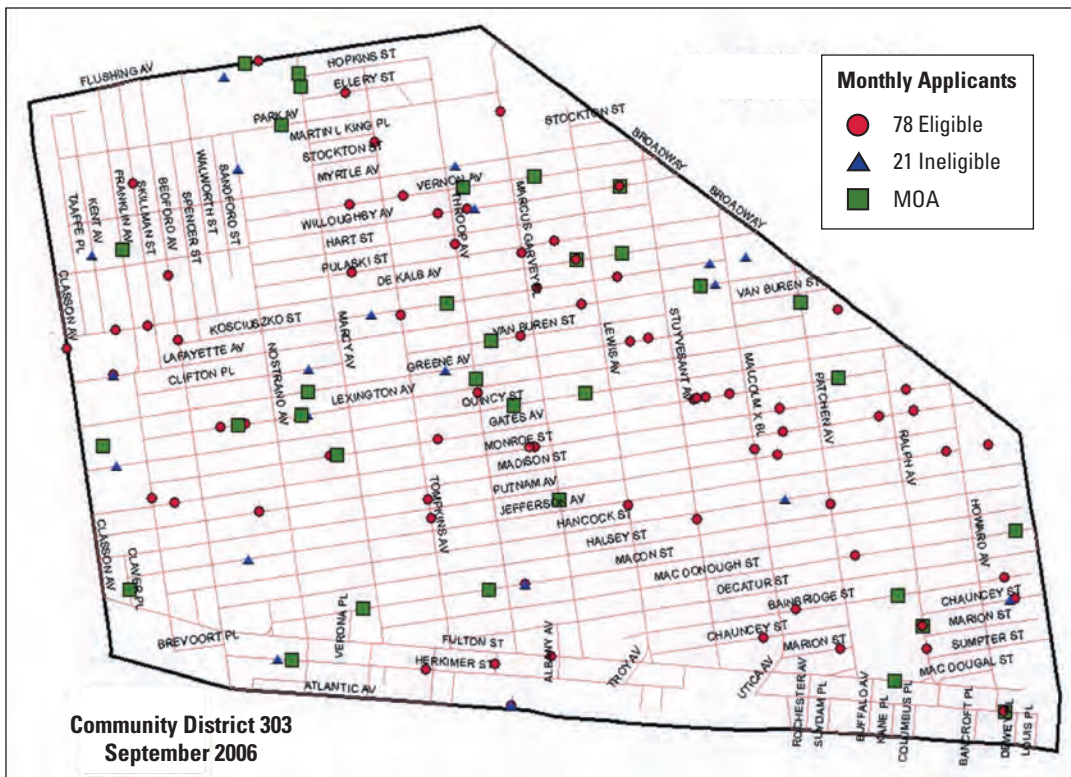 FLUSHING AV
HOPKINS ST
ELLERY ST
PARK AV
MARTIN L KING PL
STOCKTON ST
MYRTLE AV
STOCKTON ST
BROADWAY
BROADWAY
Monthly Applicants
78 Eligible
21 Ineligible
MOA
TAAFFE PL
KENT AV
FRANKLIN AV
SKILLMAN ST
BEDFORD AV
SPENCER ST
WALWORTH ST
SANDFORD ST
VERNON AV
WILLOUGHBY AV
HART ST
PULASKI ST
DE KALB AV
THROOP AV
MARCUS GARVEY BL
CLASSON AV
KOSCIUSZKO ST
LAFAYETTE AV
CLIFTON PL
NOSTRAND AV
MARCY AV
GREENE AV
LEXINGTON AV
VAN BUREN ST
VAN BUREN ST
LEWIS AV
STUYVESANT AV
MALCOLM X BL
PATCHEN AV
RALPH AV
QUINCY ST
GATES AV
MONROE ST
MADISON ST
PUTNAM AV
JEFFERSON AV
HANCOCK ST
HALSEY ST
MACON ST
MAC DONOUGH ST
DECATUR ST
BAINBRIDGE ST
CHAUNCEY ST
MARION ST
TOMPKINS AV
HOWARD AV
CHAUNCEY ST
MARION ST
SUMPTER ST
MAC DOUGAL ST
CLASSON AV
CLAVER PL
BREVOORT PL
VERONA PL
FULTON ST
HERKIMER ST
ATLANTIC AV
ALBANY AV
TROY AV
UTICA AV
ROCHESTER AV
SUYDAM PL
BUFFALO AV
KANE PL
COLUMBUS PL
BANCROFT PL
LOUIS PL
Community District 303
September 2006